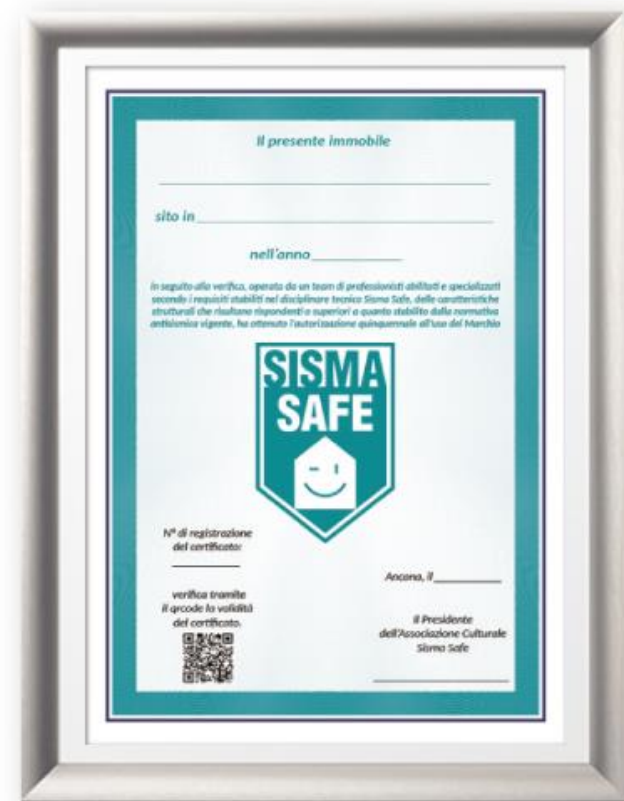 Il presente immobile
sito in
nell'anno
in seguito alla verifica, operata da un team di professionisti abilitati e specializzati
secondo i requisiti stabiliti nel disciplinare tecnico Sisma Safe, delle caratteristiche
strutturali che risultano rispondenti o superiori a quanto stabilito dalla normativa
antisismica vigente, ha ottenuto l'autorizzazione quinquennale all'uso del Marchio
SISMA
SAFE
N° di registrazione
del certificato:
verifica tramite
il qrcode la validità
del certificato.
Ancona, il
il Presidente
dell'Associazione Culturale
Sisma Safe